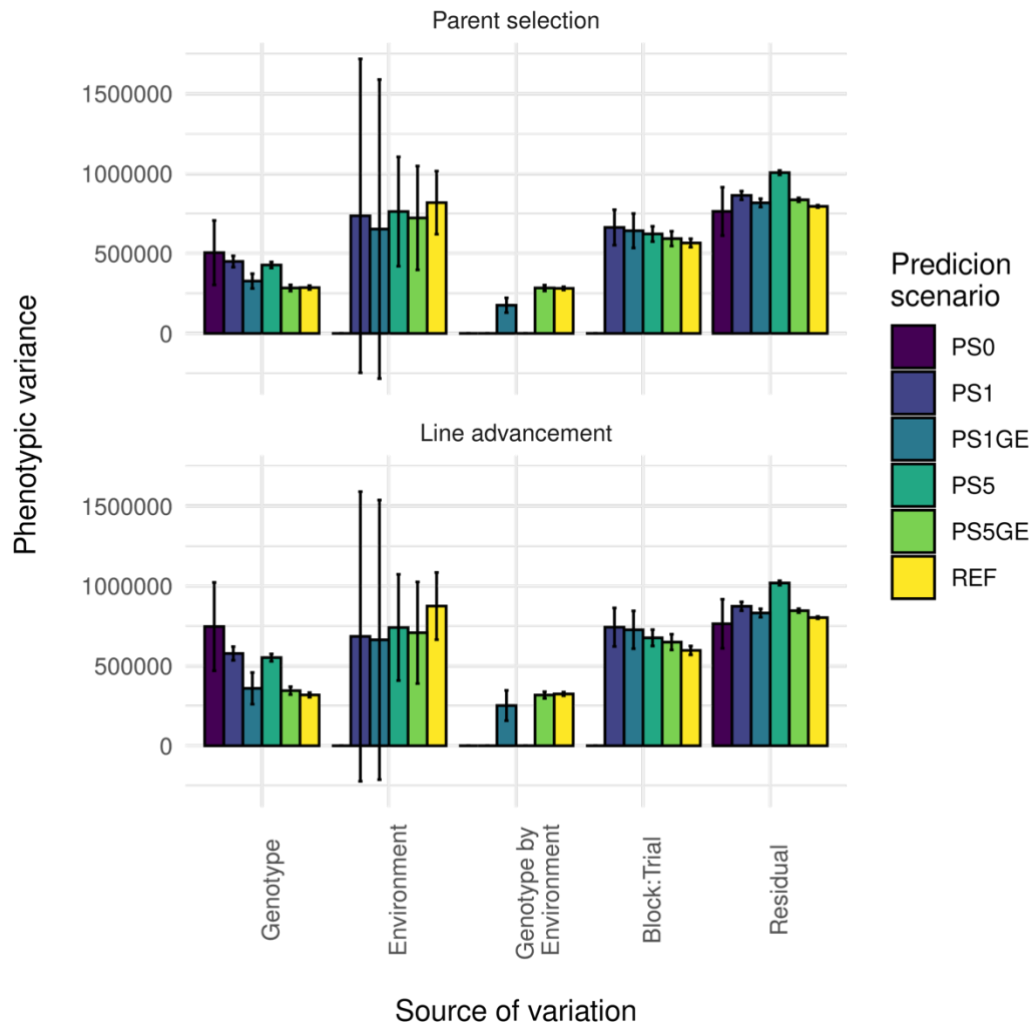 Parent selection
1500000
1000000
500000
0
Phenotypic variance
Line advancement
1500000
1000000
500000
0
Genotype
Environment
Genotype by
Environment
Block:Trial
Residual
Source of variation
Predicion
scenario
PS0
PS1
PS1GE
PS5
PS5GE
REF